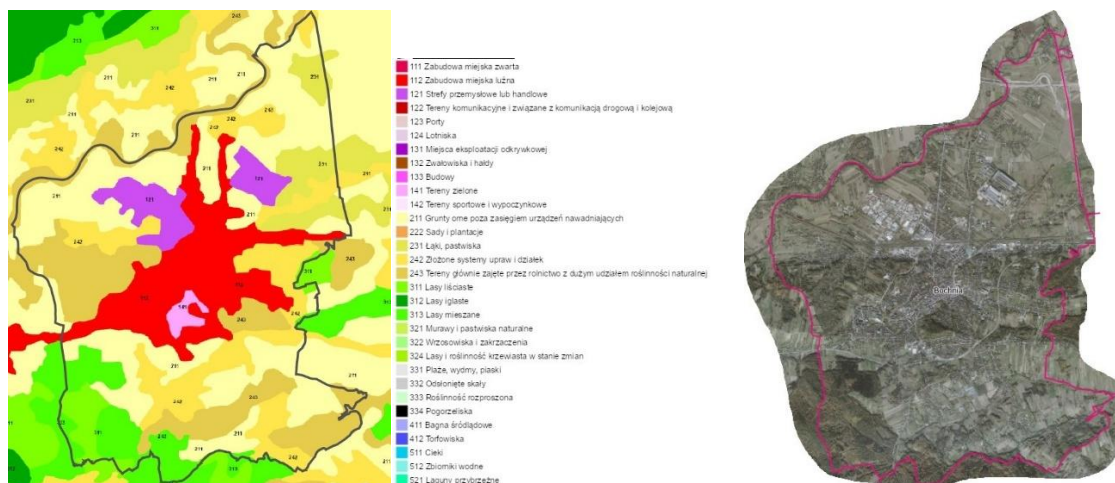 111 Zabudowa miejska zwarta
112 Zabudowa miejska luźna
121 Strefy przemysłowe lub handlowe
122 Tereny komunikacyjne i związane z komunikacją drogową i kolejową
123 Porty
124 Lotniska
131 Miejsca eksploatacji odkrywkowej
132 Zwałowiska i hałdy
133 Budowy
141 Tereny zielone
142 Tereny sportowe i wypoczynkowe
211 Grunty orne poza zasięgiem urządzeń nawadniających
222 Sady i plantacje
231 Łąki, pastwiska
242 Złożone systemy upraw i działek
243 Tereny głównie zajęte przez rolnictwo z dużym udziałem roślinności naturalnej
311 Lasy liściaste
312 Lasy iglaste
313 Lasy mieszane
321 Murawy i pastwiska naturalne
322 Wrzosowiska i zakrzaczenia
324 Lasy i roślinność krzewiasta w stanie zmian
331 Plaże, wydmy, piaski
332 Odsłonięte skały
333 Roślinność rozproszona
334 Pogorzeliska
411 Bagna śródlądowe
412 Torfowiska
511 Cieki
512 Zbiorniki wodne
521 Laguny przybrzeżne
Bochnia